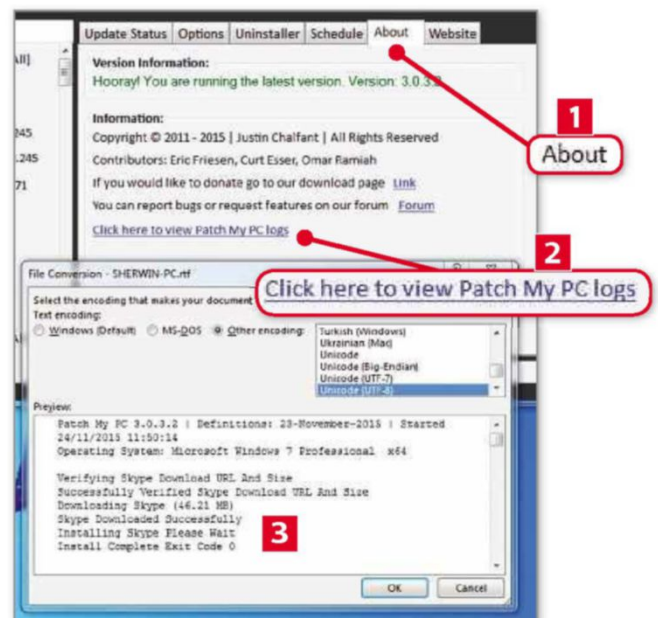 Update Status Options Uninstaller Schedule About Website
All]
Version Information:
Hooray! You are running the latest version. Version: 3.0.3.2
1
About
Information:
245
Copyright © 2011 - 2015 | Justin Chalfant | All Rights Reserved
.245
Contributors: Eric Friesen, Curt Esser, Omar Ramiah
71
If you would like to donate go to our download page Link
You can report bugs or request features on our forum Forum
Click here to view Patch My PC logs
2
Click here to view Patch My PC logs
File Conversion - SHERWIN-PC.rtf
Select the encoding that makes your document
Text encoding:
Windows (Default) MS-DOS Other encoding:
Turkish (Windows)
Ukrainian (Mac)
Unicode
Unicode (Big-Endian)
Unicode (UTF-7)
Unicode (UTF-8)
Preview:
Patch My PC 3.0.3.2 | Definitions: 23-November-2015 | Started
24/11/2015 11:50:14
Operating System: Microsoft Windows 7 Professional x64
Verifying Skype Download URL And Size
Successfully Verified Skype Download URL And Size
Downloading Skype (46.21 MB)
Skype Downloaded Successfully
Installing Skype Please Wait
Install Complete Exit Code 0
3
OK Cancel